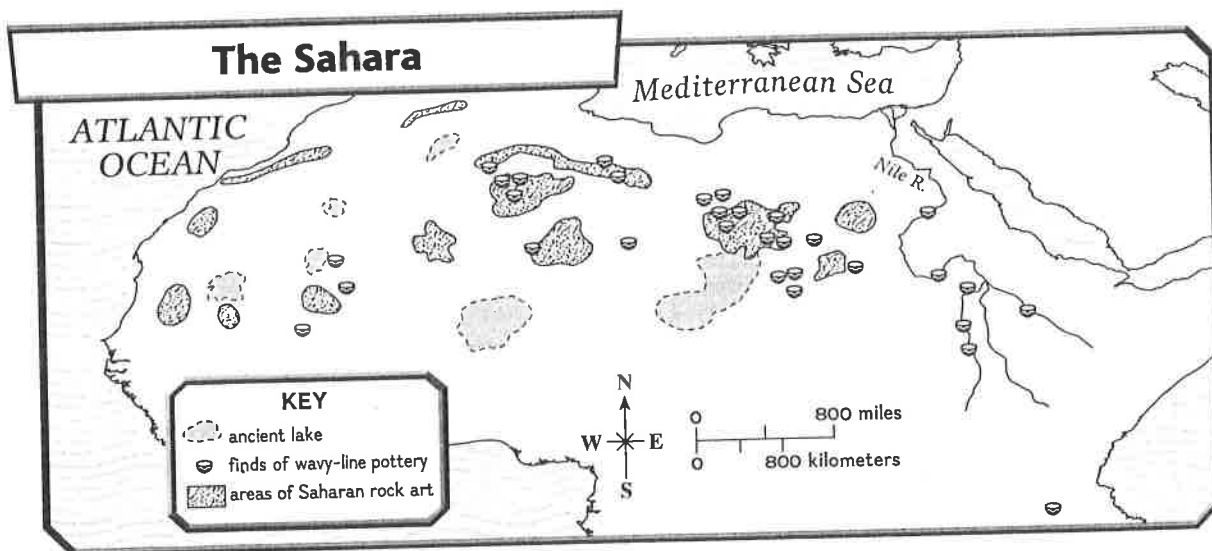 The Sahara
Mediterranean Sea
ATLANTIC
OCEAN
Nile R.
KEY
ancient lake
finds of wavy-line pottery
areas of Saharan rock art
N
W E
S
0 800 miles
0 800 kilometers